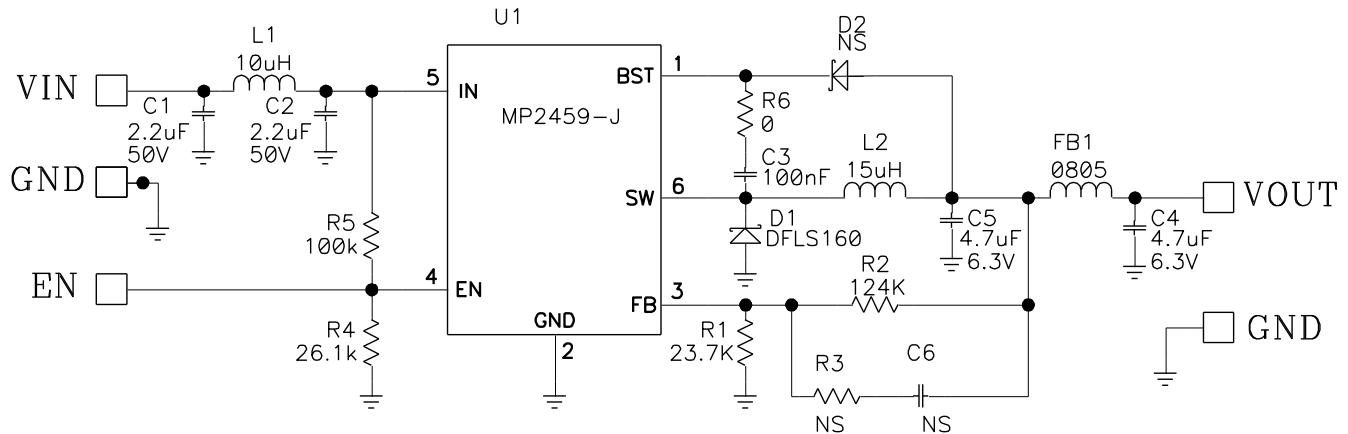 U1
D2
NS
L1
10uH
VIN
C1
2.2uF
50V
C2
2.2uF
50V
5
IN
MP2459-J
BST
1
R6
0
C3
100nF
L2
15uH
FB1
0805
GND
SW
6
VOUT
R5
100k
D1
DFLS160
C5
4.7uF
6.3V
C4
4.7uF
6.3V
EN
4
EN
FB
3
R2
124K
GND
2
R4
26.1k
R1
23.7K
R3
NS
C6
NS
GND